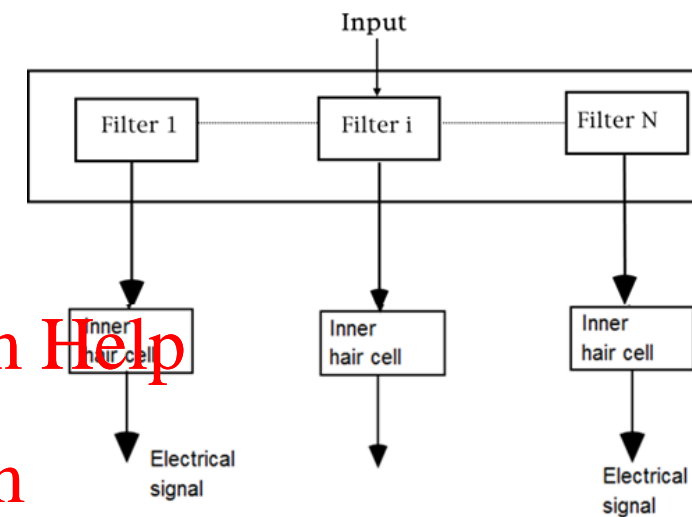 Input
Filter 1
Filter i
Filter N
Inner
hair cell
Inner
hair cell
Inner
hair cell
Help
Electrical
signal
Electrical
signal